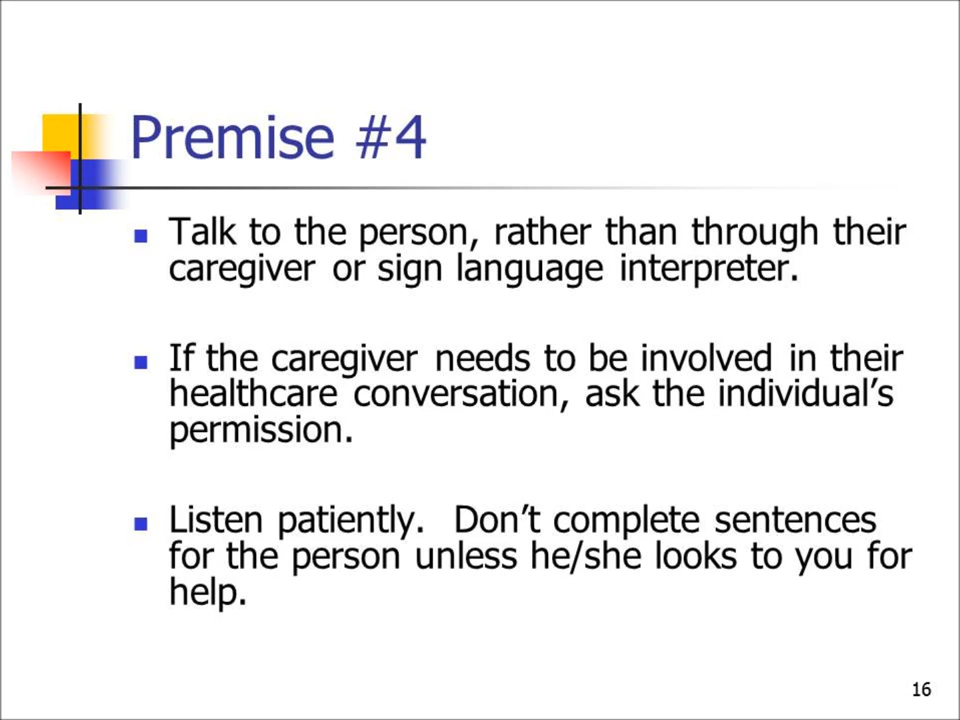 Premise #4
Talk to the person, rather than through their
caregiver or sign language interpreter.
If the caregiver needs to be involved in their
healthcare conversation, ask the individual’s
permission.
Listen patiently.  Don’t complete sentences
for the person unless he/she looks to you for
help.
16